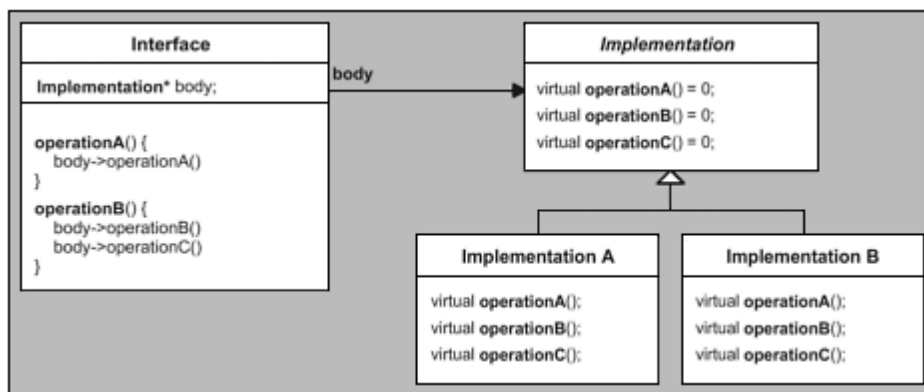 Interface
Implementation* body;
operationA() {
body->operationA()
}
operationB() {
body->operationB()
body->operationC()
}
body
Implementation
virtual operationA() = 0;
virtual operationB() = 0;
virtual operationC() = 0;
Implementation A
virtual operationA();
virtual operationB();
virtual operationC();
Implementation B
virtual operationA();
virtual operationB();
virtual operationC();